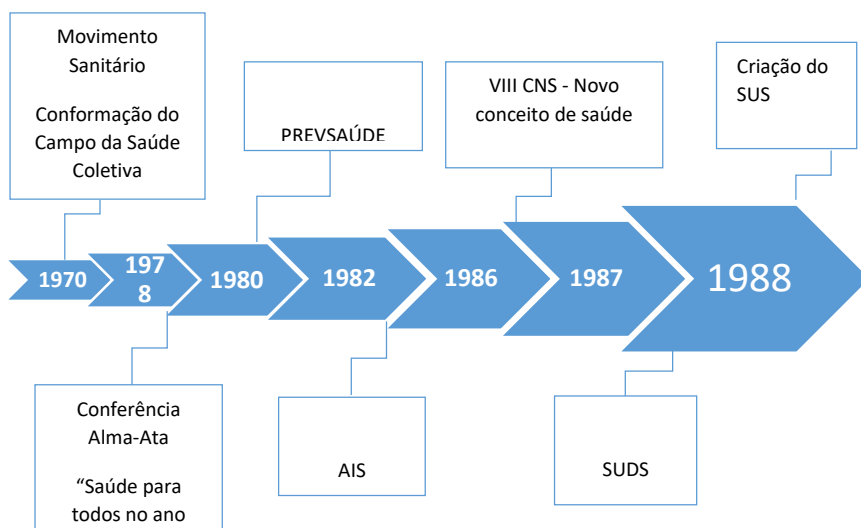 Movimento
Sanitário
Conformação do
Campo da Saúde
Coletiva
PREVSAÚDE
VIII CNS - Novo
conceito de saúde
Criação do
SUS
1970
197
8
1980
1982
1986
1987
1988
Conferência
Alma-Ata
“Saúde para
todos no ano
AIS
SUDS